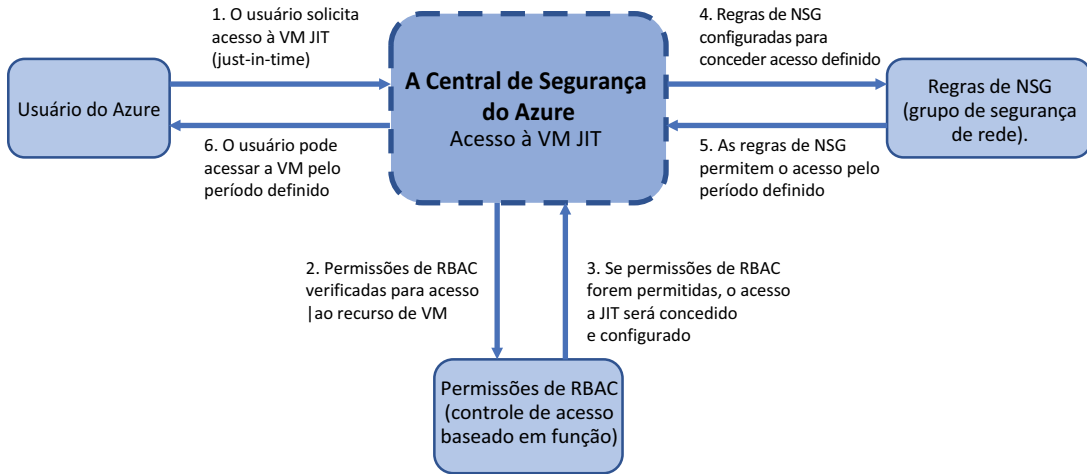 1. O usuário solicita
acesso à VM JIT
(just-in-time)
4. Regras de NSG
configuradas para
conceder acesso definido
Usuário do Azure
A Central de Segurança
do Azure
Acesso à VM JIT
Regras de NSG
(grupo de segurança
de rede).
6. O usuário pode
acessar a VM pelo
período definido
5. As regras de NSG
permitem o acesso pelo
período definido
2. Permissões de RBAC
verificadas para acesso
|ao recurso de VM
3. Se permissões de RBAC
forem permitidas, o acesso
a JIT será concedido
e configurado
Permissões de RBAC
(controle de acesso
baseado em função)